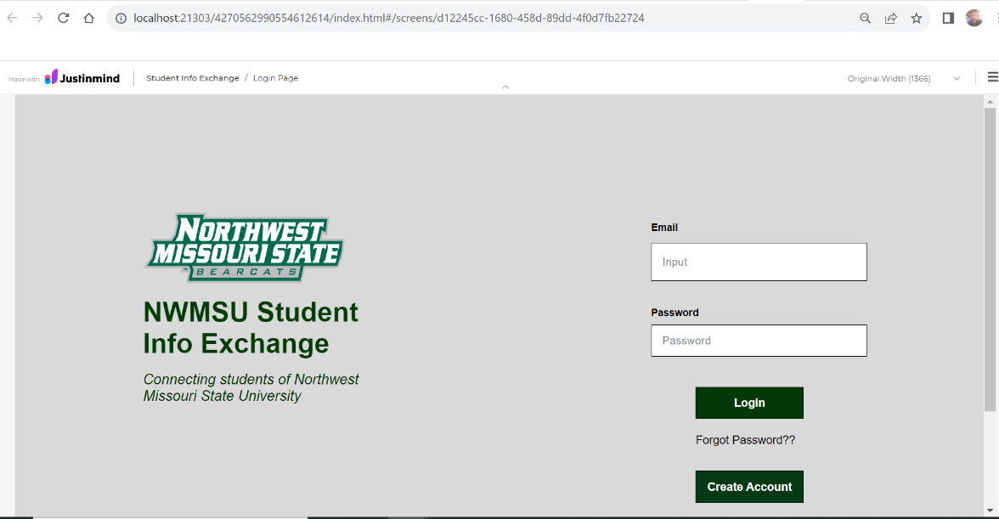 localhost:21303/4270562990554612614/index.html#/screens/d12245cc-1680-458d-89dd-4f0d7fb22724
Made with Justinmind Student Info Exchange / Login Page Original Width (1366)
NORTHWEST
MISSOURI STATE
BEARCATS
NWMSU Student
Info Exchange
Connecting students of Northwest
Missouri State University
Email
Input
Password
Password
Login
Forgot Password??
Create Account